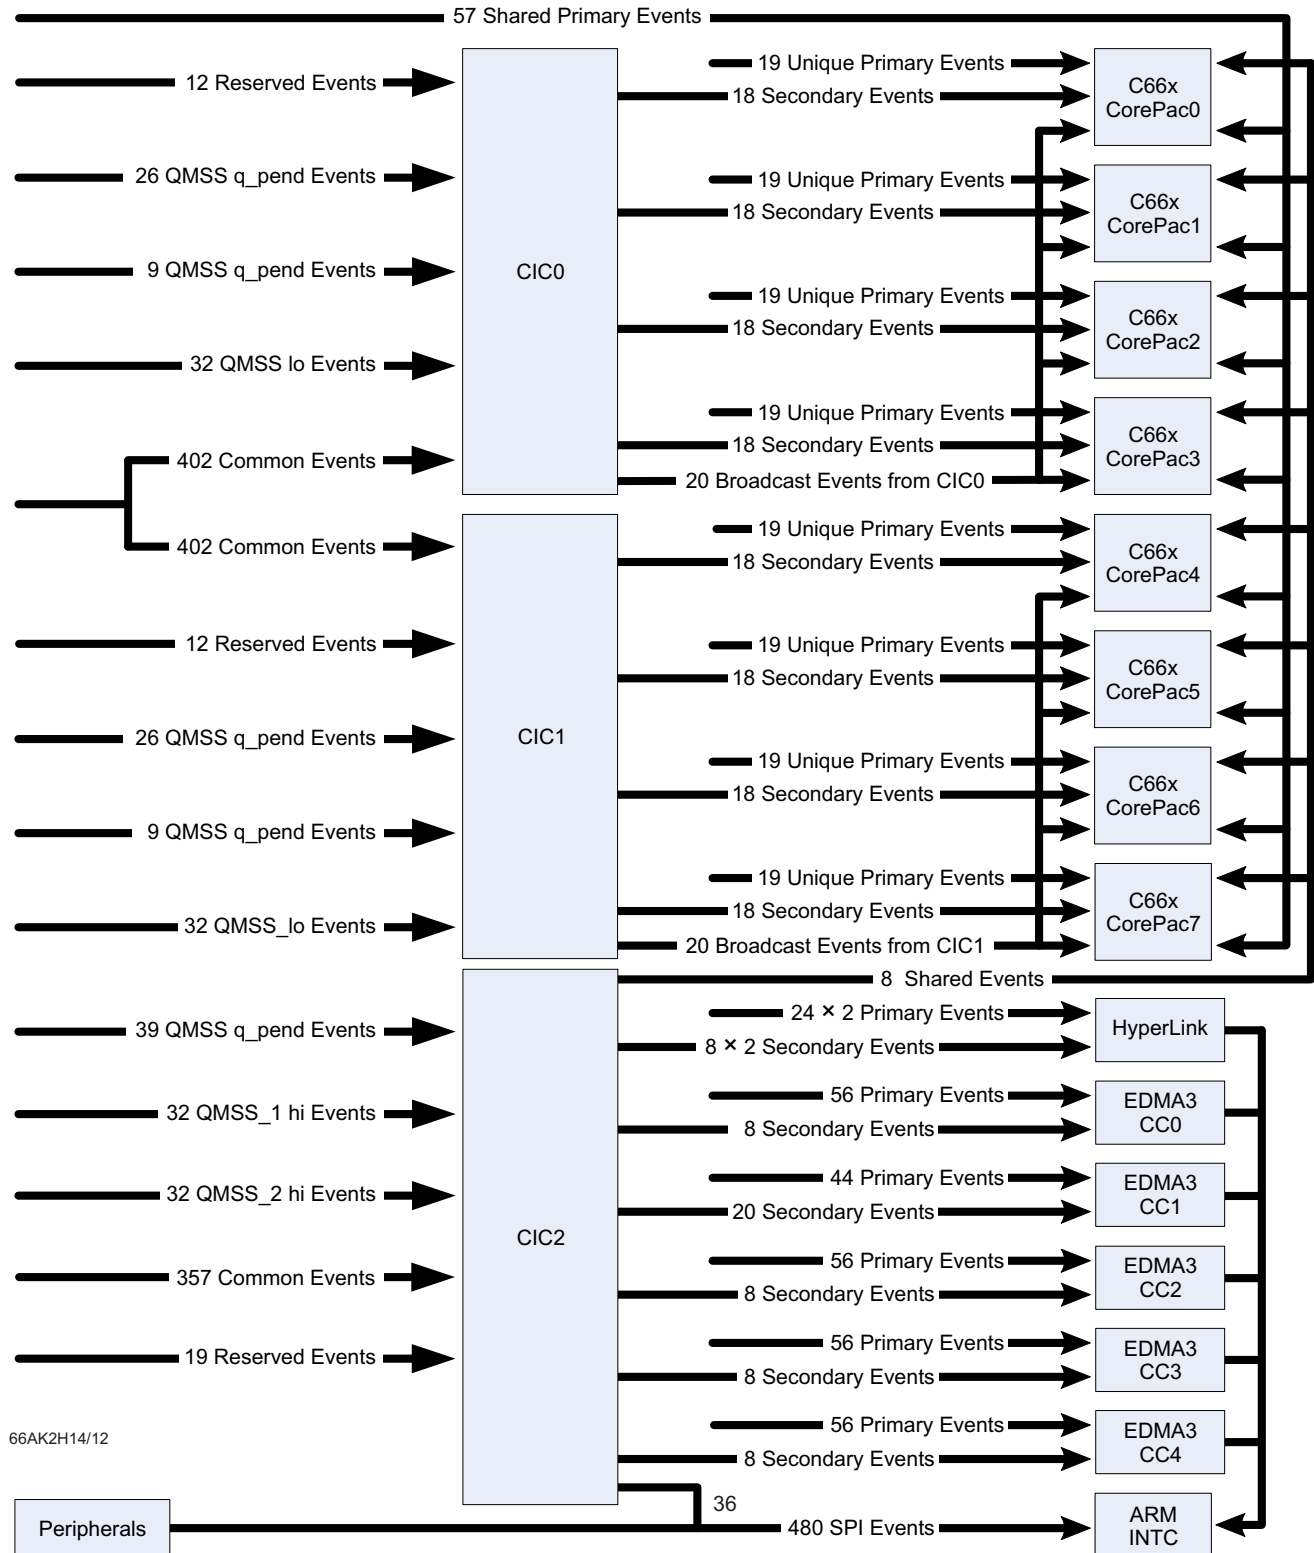 57 Shared Primary Events
12 Reserved Events
26 QMSS q_pend Events
9 QMSS q_pend Events
32 QMSS lo Events
402 Common Events
CIC0
19 Unique Primary Events
18 Secondary Events
C66x
CorePac0
19 Unique Primary Events
18 Secondary Events
C66x
CorePac1
19 Unique Primary Events
18 Secondary Events
C66x
CorePac2
19 Unique Primary Events
18 Secondary Events
C66x
CorePac3
20 Broadcast Events from CIC0
402 Common Events
12 Reserved Events
26 QMSS q_pend Events
9 QMSS q_pend Events
32 QMSS_lo Events
CIC1
19 Unique Primary Events
18 Secondary Events
C66x
CorePac4
19 Unique Primary Events
18 Secondary Events
C66x
CorePac5
19 Unique Primary Events
18 Secondary Events
C66x
CorePac6
19 Unique Primary Events
18 Secondary Events
C66x
CorePac7
20 Broadcast Events from CIC1
8 Shared Events
39 QMSS q_pend Events
32 QMSS_1 hi Events
32 QMSS_2 hi Events
357 Common Events
19 Reserved Events
CIC2
24 × 2 Primary Events
8 × 2 Secondary Events
HyperLink
56 Primary Events
8 Secondary Events
EDMA3
CC0
44 Primary Events
20 Secondary Events
EDMA3
CC1
56 Primary Events
8 Secondary Events
EDMA3
CC2
56 Primary Events
8 Secondary Events
EDMA3
CC3
56 Primary Events
8 Secondary Events
EDMA3
CC4
66AK2H14/12
36
Peripherals
480 SPI Events
ARM
INTC